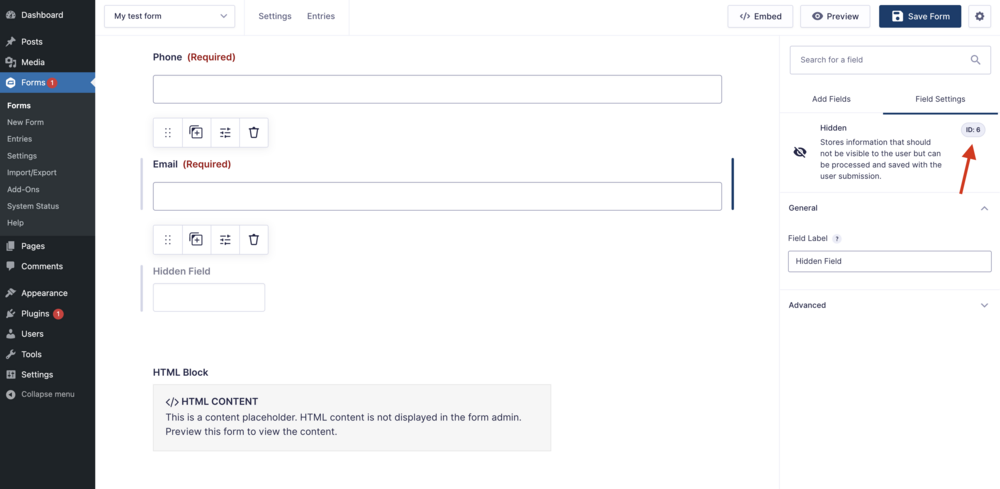 Dashboard
Posts
Media
Forms 1
Forms
New Form
Entries
Settings
Import/Export
Add-Ons
System Status
Help
Pages
Comments
Appearance
Plugins 1
Users
Tools
Settings
Collapse menu
My test form
Settings
Entries
</> Embed
Preview
Save Form
Phone (Required)
Email (Required)
Hidden Field
HTML Block
</> HTML CONTENT
This is a content placeholder. HTML content is not displayed in the form admin.
Preview this form to view the content.
Search for a field
Add Fields
Field Settings
Hidden
ID: 6
Stores information that should
not be visible to the user but can
be processed and saved with the
user submission.
General
Field Label ?
Hidden Field
Advanced